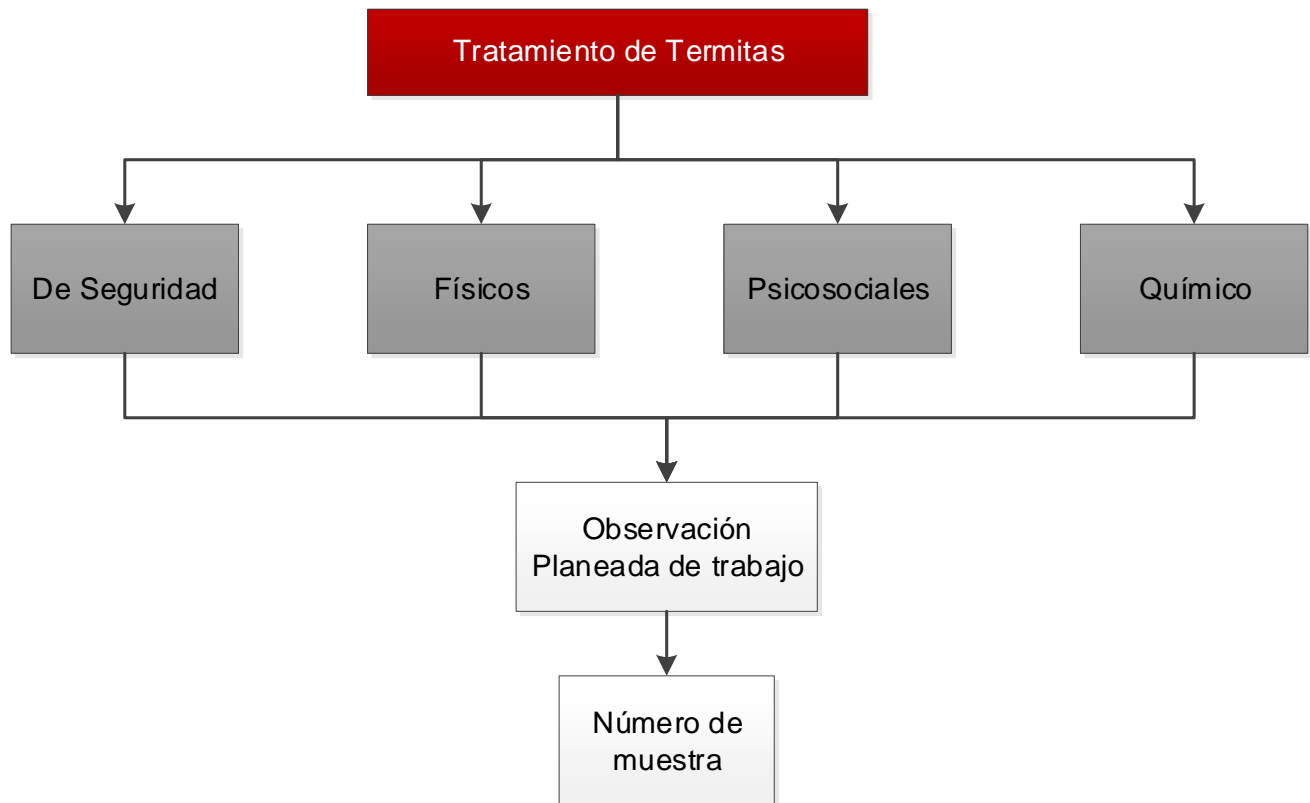 Tratamiento de Termitas
De Seguridad
Físicos
Psicosociales
Químico
Observación
Planeada de trabajo
Número de
muestra